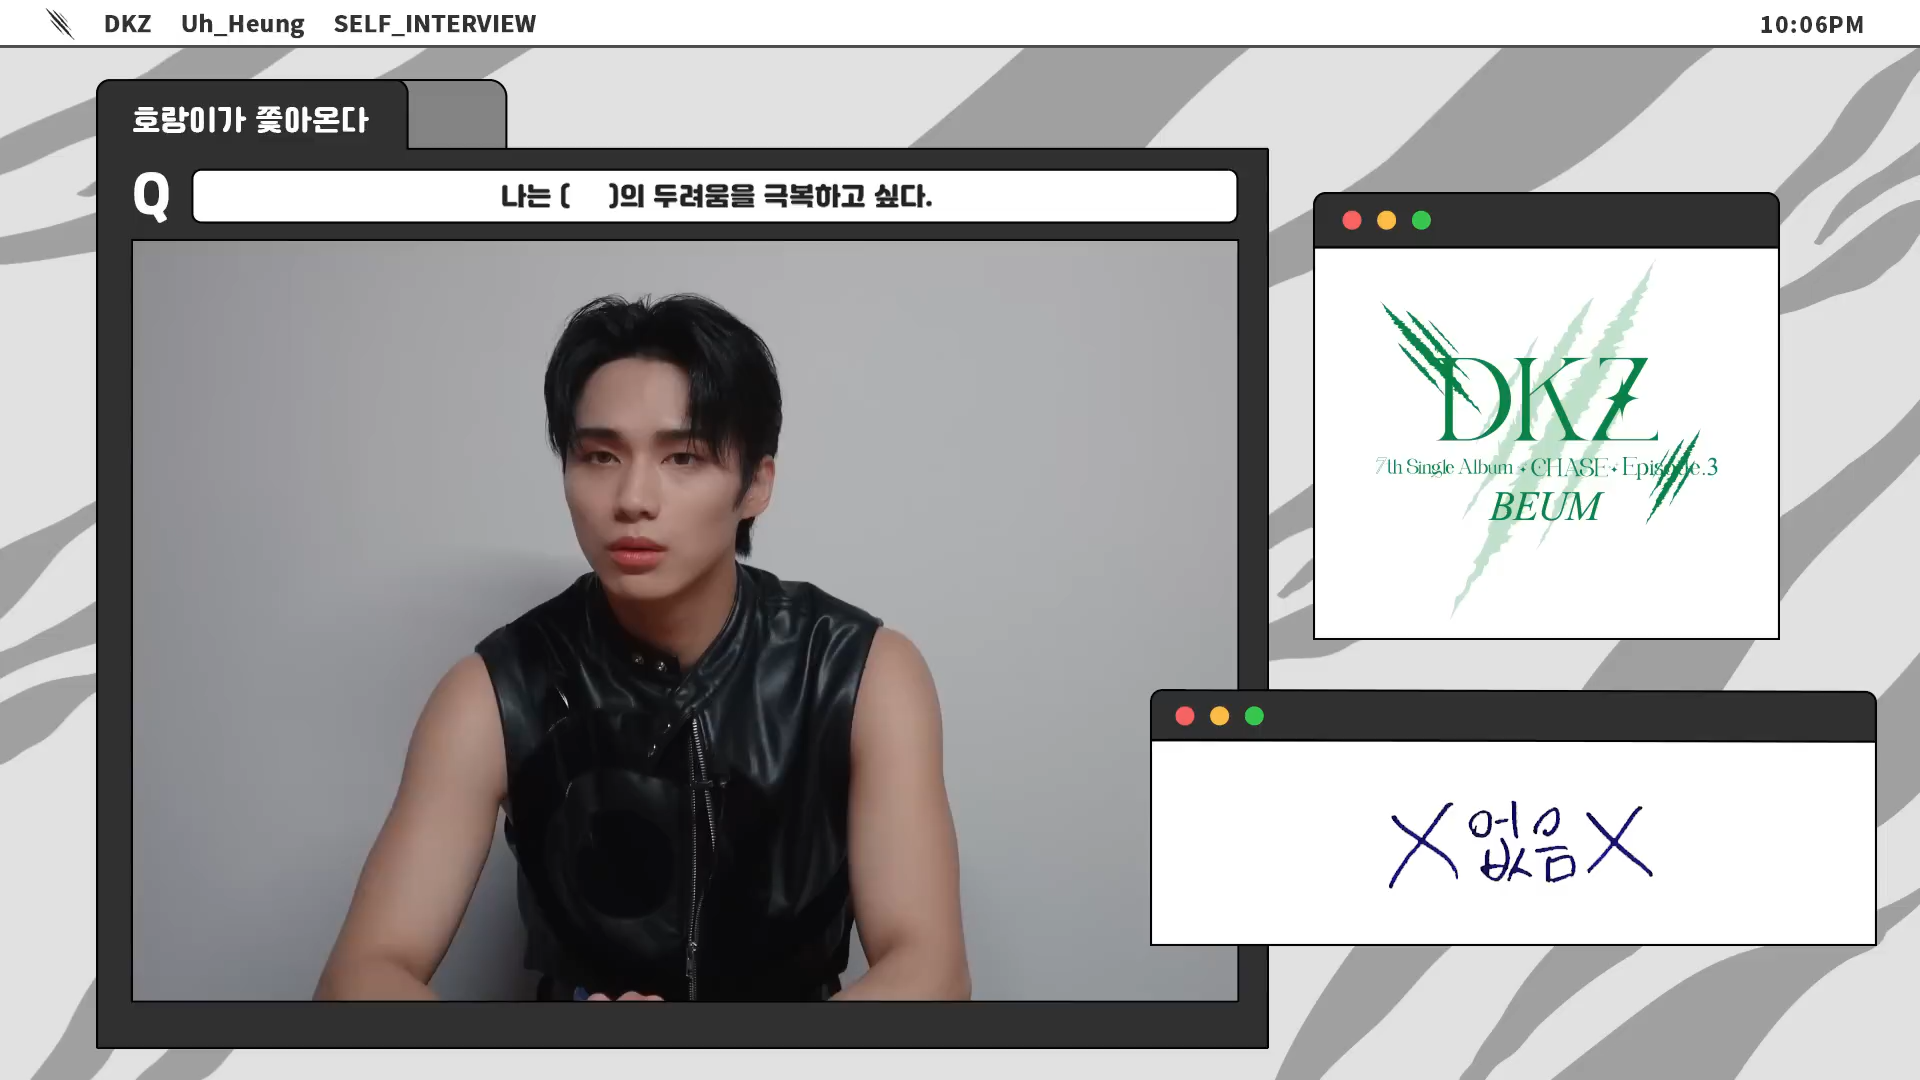 DKZ Uh_Heung SELF_INTERVIEW 10:06PM
호랑이가 쫓아온다
Q 나는 ( )의 두려움을 극복하고 싶다.
DKZ
7th Single Album CHASE Episode.3
BEUM
X 없음 X